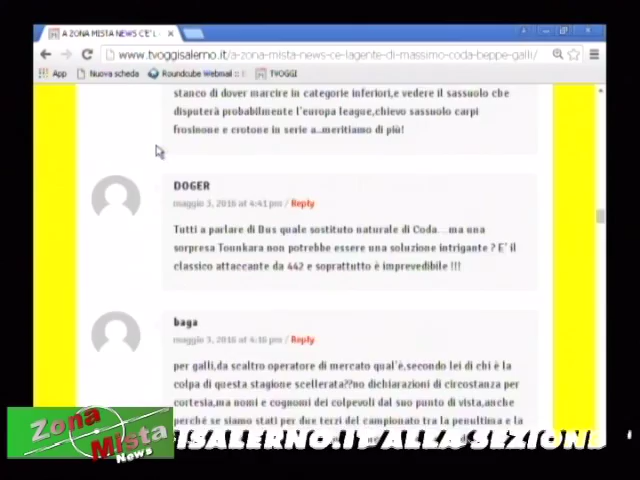 A ZONA MISTA NEWS C'E' L
www.tvoggisalerno.it/a-zona-mista-news-ce-lagente-di-massimo-coda-beppe-galli/
App Nuova scheda Roundcube Webmail :: TVOGGI
stanco di dover marcire in categorie inferiori,e vedere il sassuolo che
disputerà probabilmente l'europa league,chievo sassuolo carpi
frosinone e crotone in serie a..meritiamo di più!
DOGER
maggio 3, 2016 at 4:41 pm / Reply
Tutti a parlare di Bus quale sostituto naturale di Coda... ma una
sorpresa Tounkara non potrebbe essere una soluzione intrigante ? E' il
classico attaccante da 442 e soprattutto è imprevedibile !!!
baga
maggio 3, 2016 at 4:16 pm / Reply
per galli,da scaltro operatore di mercato qual'è,secondo lei di chi è la
colpa di questa stagione scellerata??no dichiarazioni di circostanza per
cortesia,ma nomi e cognomi dei colpevoli dal suo punto di vista,anche
perché se siamo stati per due terzi del campionato tra la penultima e la
Zona
Mista
News
GISALERNO.IT ALLA SEZIONE